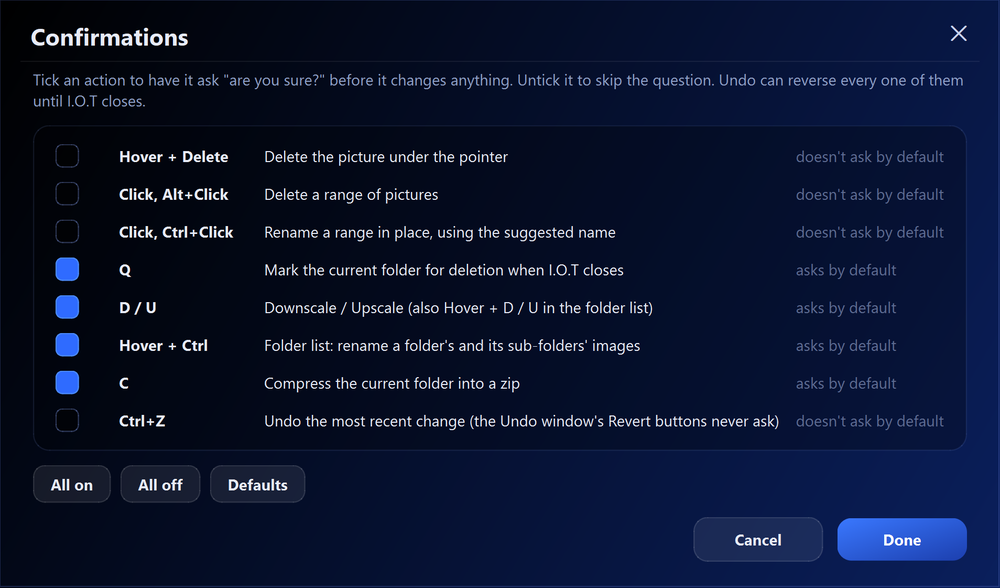 Confirmations
Tick an action to have it ask "are you sure?" before it changes anything. Untick it to skip the question. Undo can reverse every one of them
until I.O.T closes.
Hover + Delete Delete the picture under the pointer doesn't ask by default
Click, Alt+Click Delete a range of pictures doesn't ask by default
Click, Ctrl+Click Rename a range in place, using the suggested name doesn't ask by default
Q Mark the current folder for deletion when I.O.T closes asks by default
D / U Downscale / Upscale (also Hover + D / U in the folder list) asks by default
Hover + Ctrl Folder list: rename a folder's and its sub-folders' images asks by default
C Compress the current folder into a zip asks by default
Ctrl+Z Undo the most recent change (the Undo window's Revert buttons never ask) doesn't ask by default
All on All off Defaults
Cancel Done